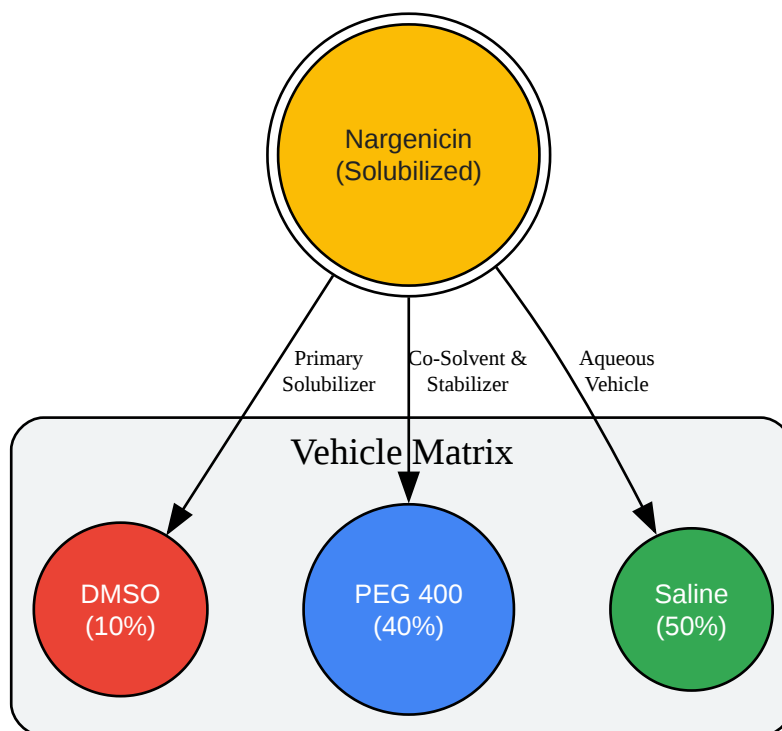 Nargenicin
(Solubilized)
Primary
Solubilizer
Co-Solvent &
Stabilizer
Aqueous
Vehicle
Vehicle Matrix
DMSO
(10%)
PEG 400
(40%)
Saline
(50%)